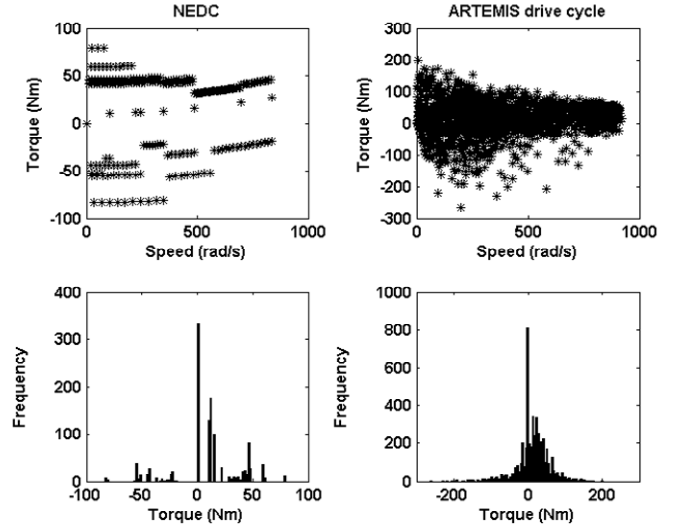 NEDC
100
50
0
-50
-100
Torque (Nm)
0 500 1000
Speed (rad/s)
ARTEMIS drive cycle
300
200
100
0
-100
-200
300
Torque (Nm)
0 500 1000
Speed (rad/s)
400
300
200
100
0
Frequency
-100 -50 0 50 100
Torque (Nm)
1000
800
600
400
200
0
Frequency
-200 0 200
Torque (Nm)